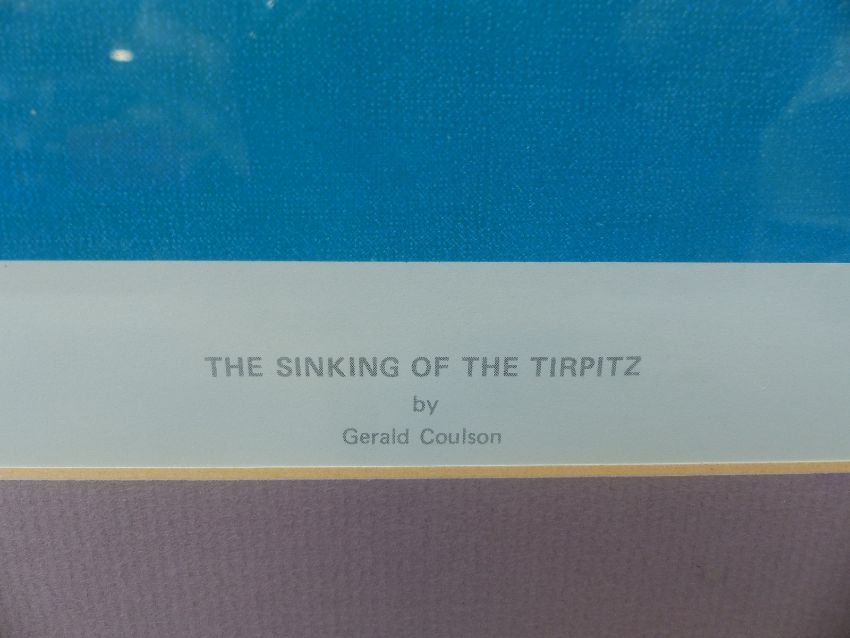 THE SINKING OF THE TIRPITZ
by
Gerald Coulson